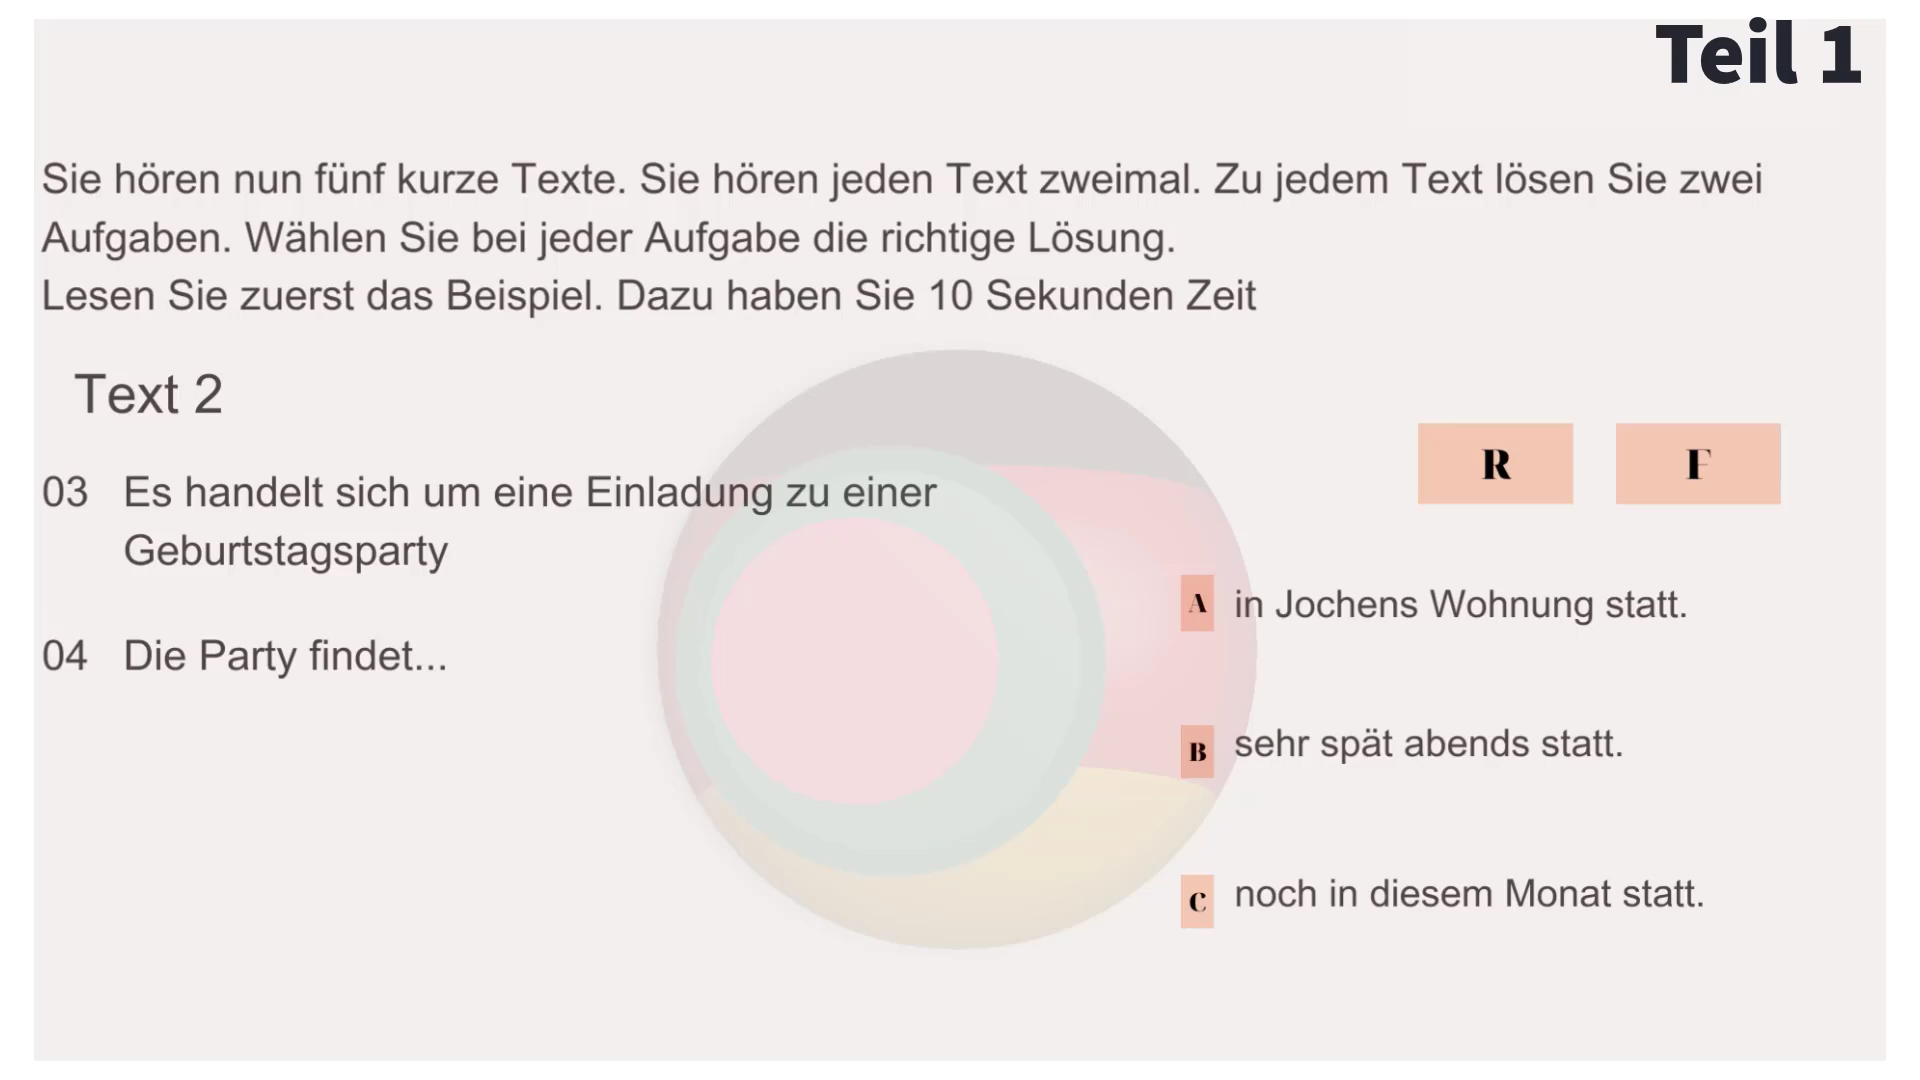 Teil 1
Sie hören nun fünf kurze Texte. Sie hören jeden Text zweimal. Zu jedem Text lösen Sie zwei
Aufgaben. Wählen Sie bei jeder Aufgabe die richtige Lösung.
Lesen Sie zuerst das Beispiel. Dazu haben Sie 10 Sekunden Zeit
Text 2
R F
03 Es handelt sich um eine Einladung zu einer
Geburtstagsparty
04 Die Party findet...
A in Jochens Wohnung statt.
B sehr spät abends statt.
C noch in diesem Monat statt.